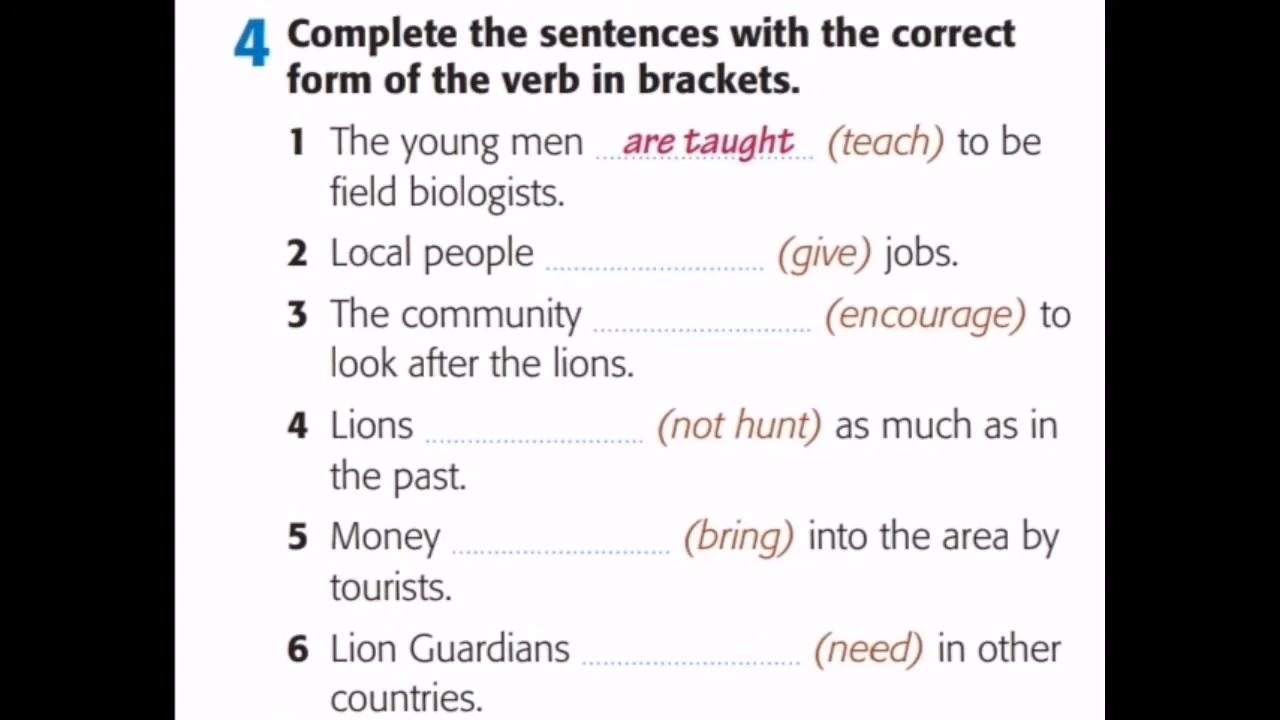 4 Complete the sentences with the correct
form of the verb in brackets.
1 The young men are taught (teach) to be
field biologists.
2 Local people .................... (give) jobs.
3 The community .................... (encourage) to
look after the lions.
4 Lions .................... (not hunt) as much as in
the past.
5 Money .................... (bring) into the area by
tourists.
6 Lion Guardians .................... (need) in other
countries.